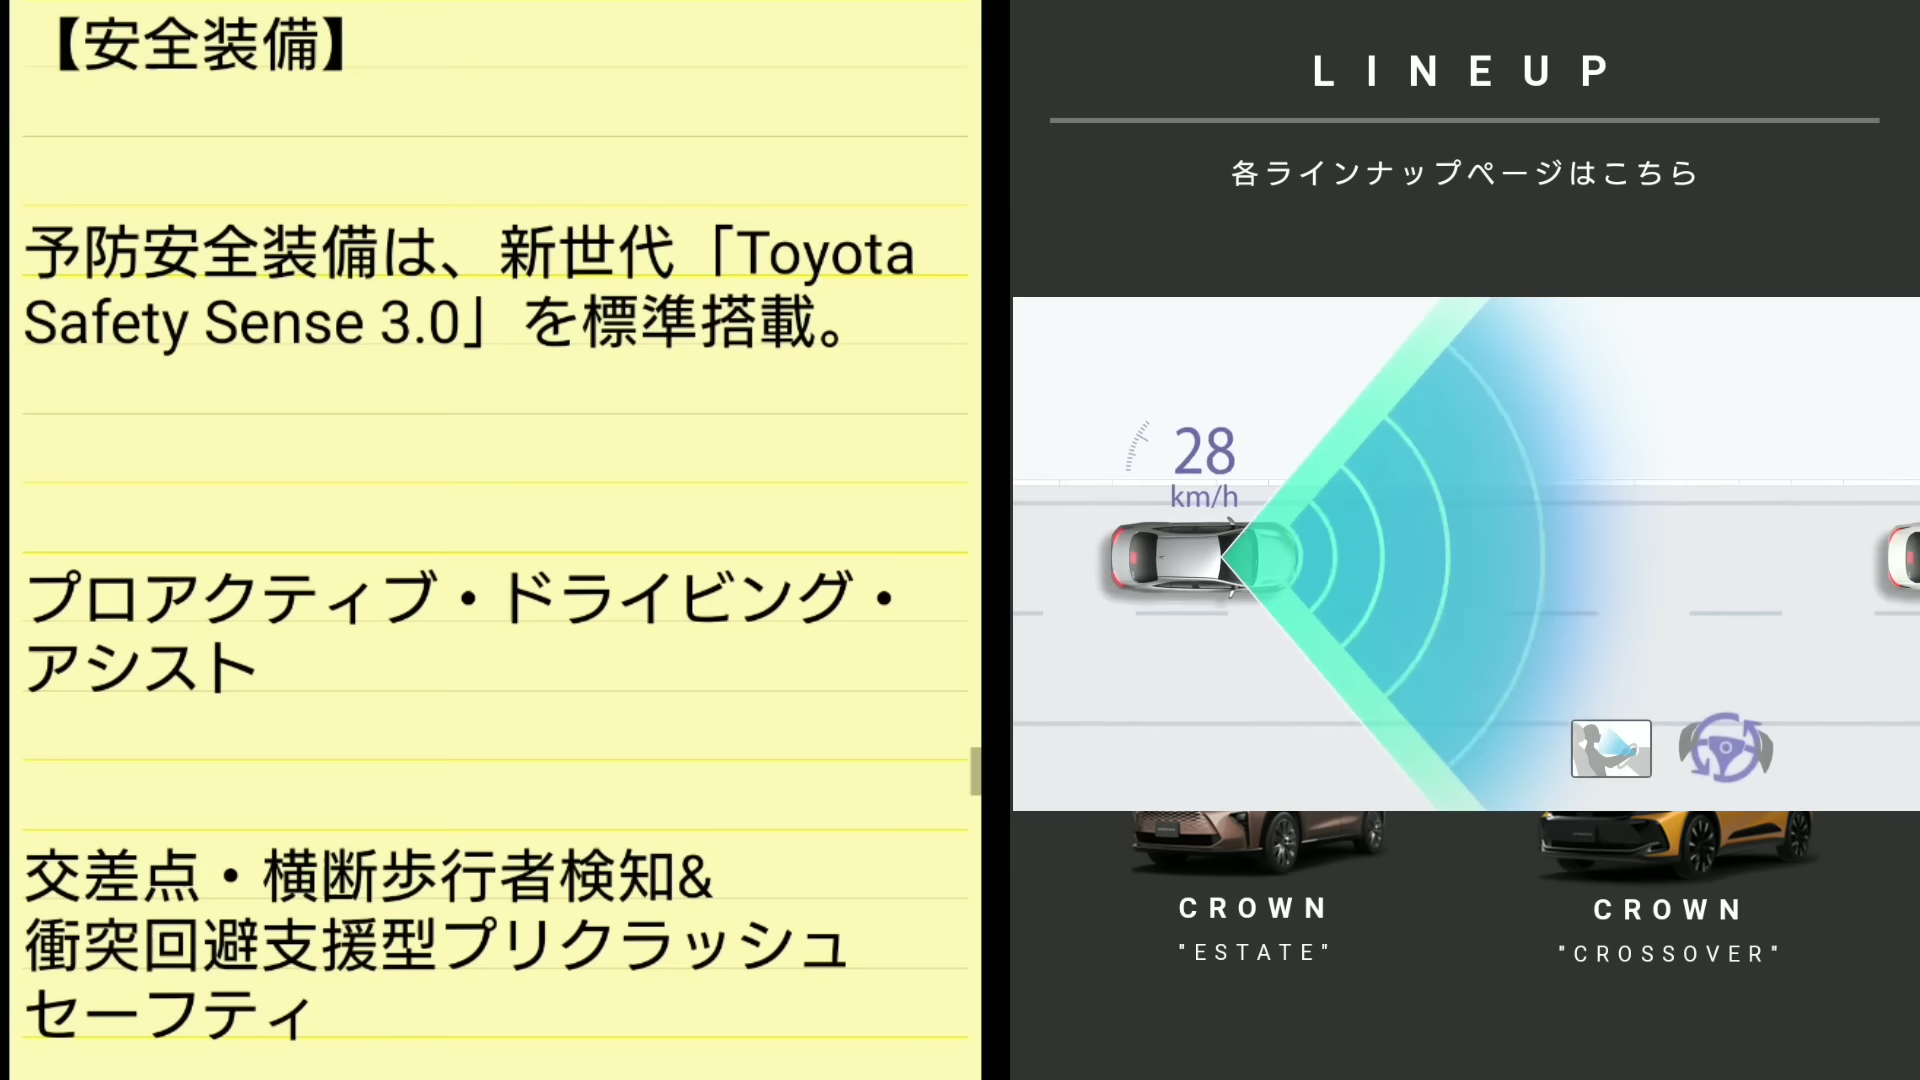 【安全装備】
予防安全装備は、新世代「Toyota
Safety Sense 3.0」を標準搭載。
プロアクティブ・ドライビング・
アシスト
交差点・横断歩行者検知&
衝突回避支援型プリクラッシュ
セーフティ
LINEUP
各ラインナップページはこちら
28
km/h
CROWN
"ESTATE"
CROWN
"CROSSOVER"